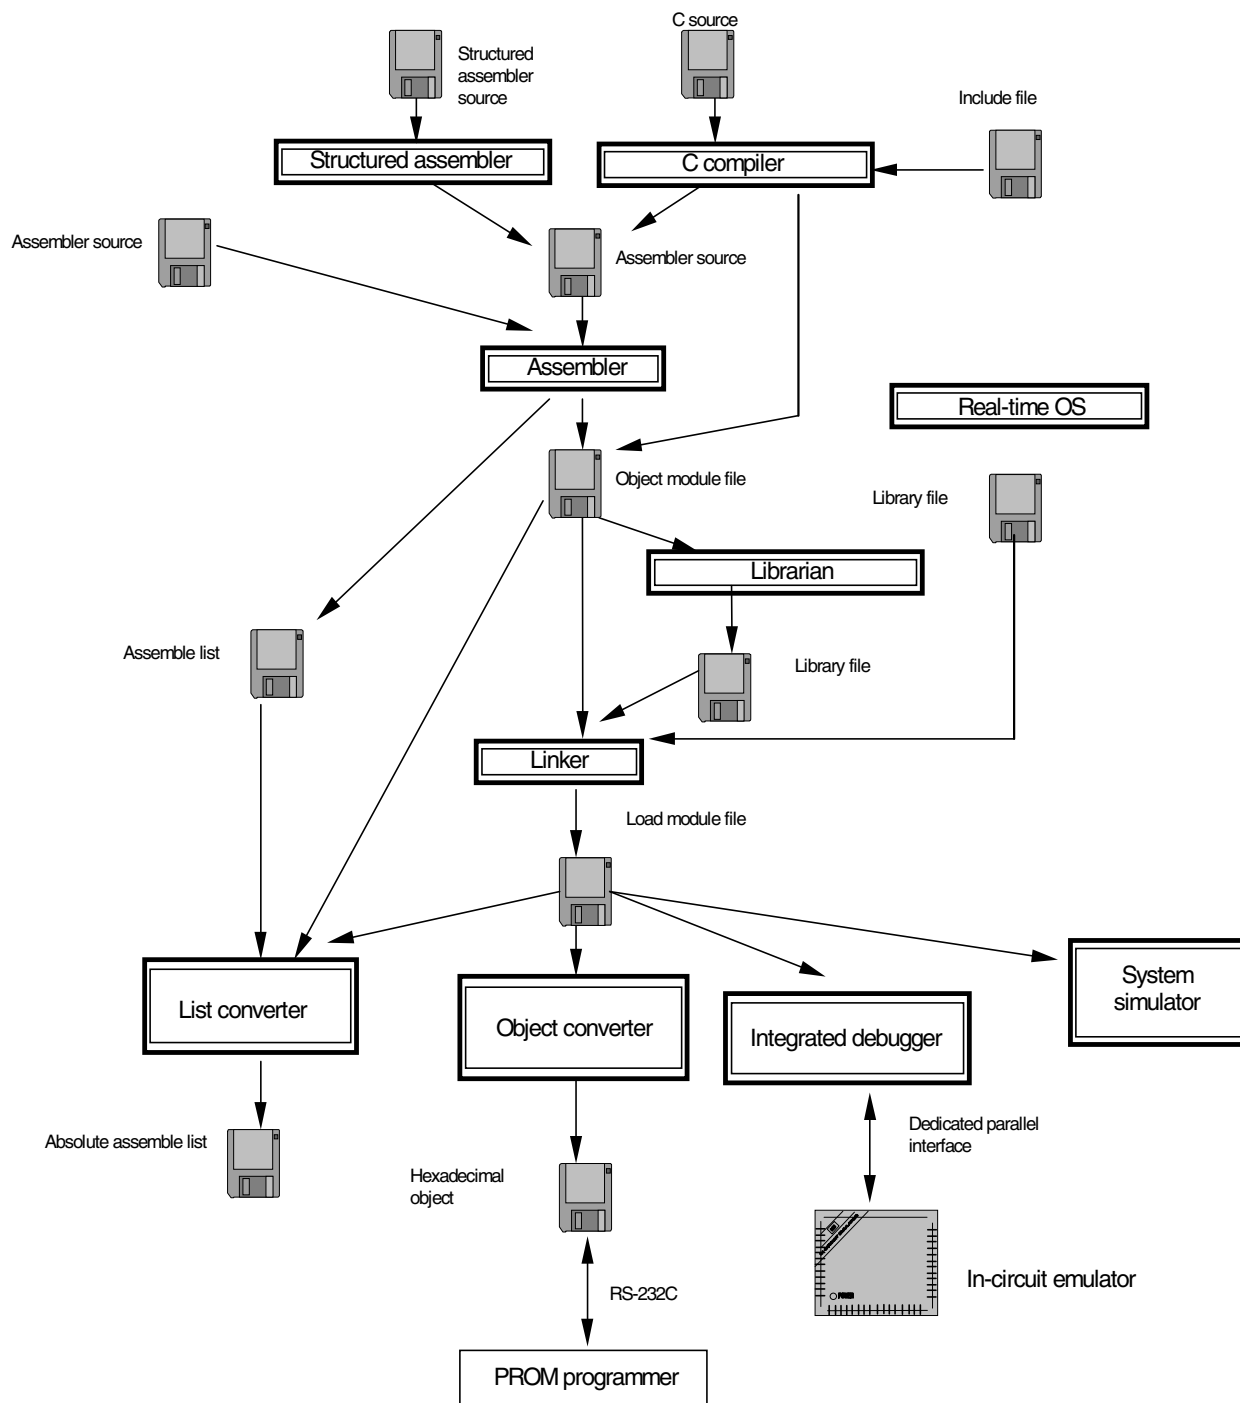 C source
Structured
assembler
source
Include file
Structured assembler
C compiler
Assembler source
Assembler source
Assembler
Real-time OS
Object module file
Library file
Librarian
Assemble list
Library file
Linker
Load module file
List converter
Object converter
Integrated debugger
System
simulator
Dedicated parallel
interface
Absolute assemble list
Hexadecimal
object
In-circuit emulator
RS-232C
PROM programmer